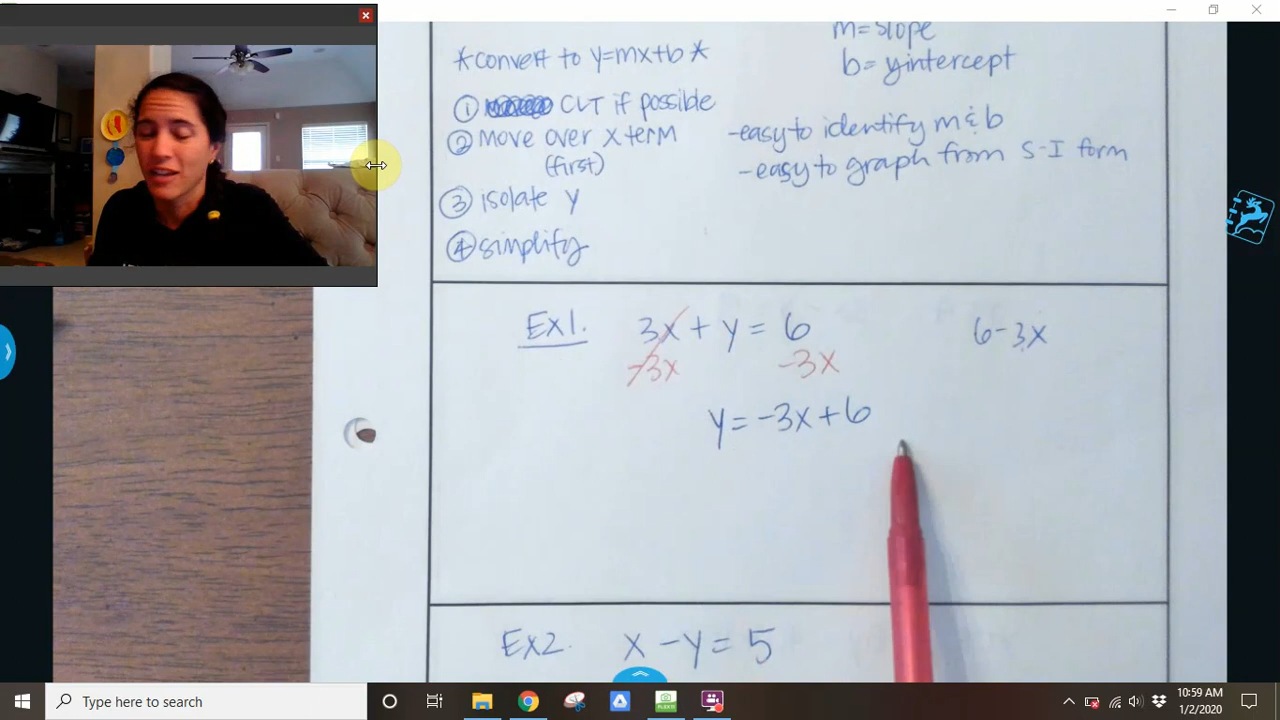 m=slope
*convert to y=mx+b*
b= yintercept
① CLT if possible
② Move over x term
(first)
-easy to identify m & b
-easy to graph from S-I form
③ isolate y
④ simplify
Ex1. 3x + y = 6
-3x -3x
6-3x
y = -3x + 6
Ex2. x - y = 5
Type here to search
10:59 AM
1/2/2020